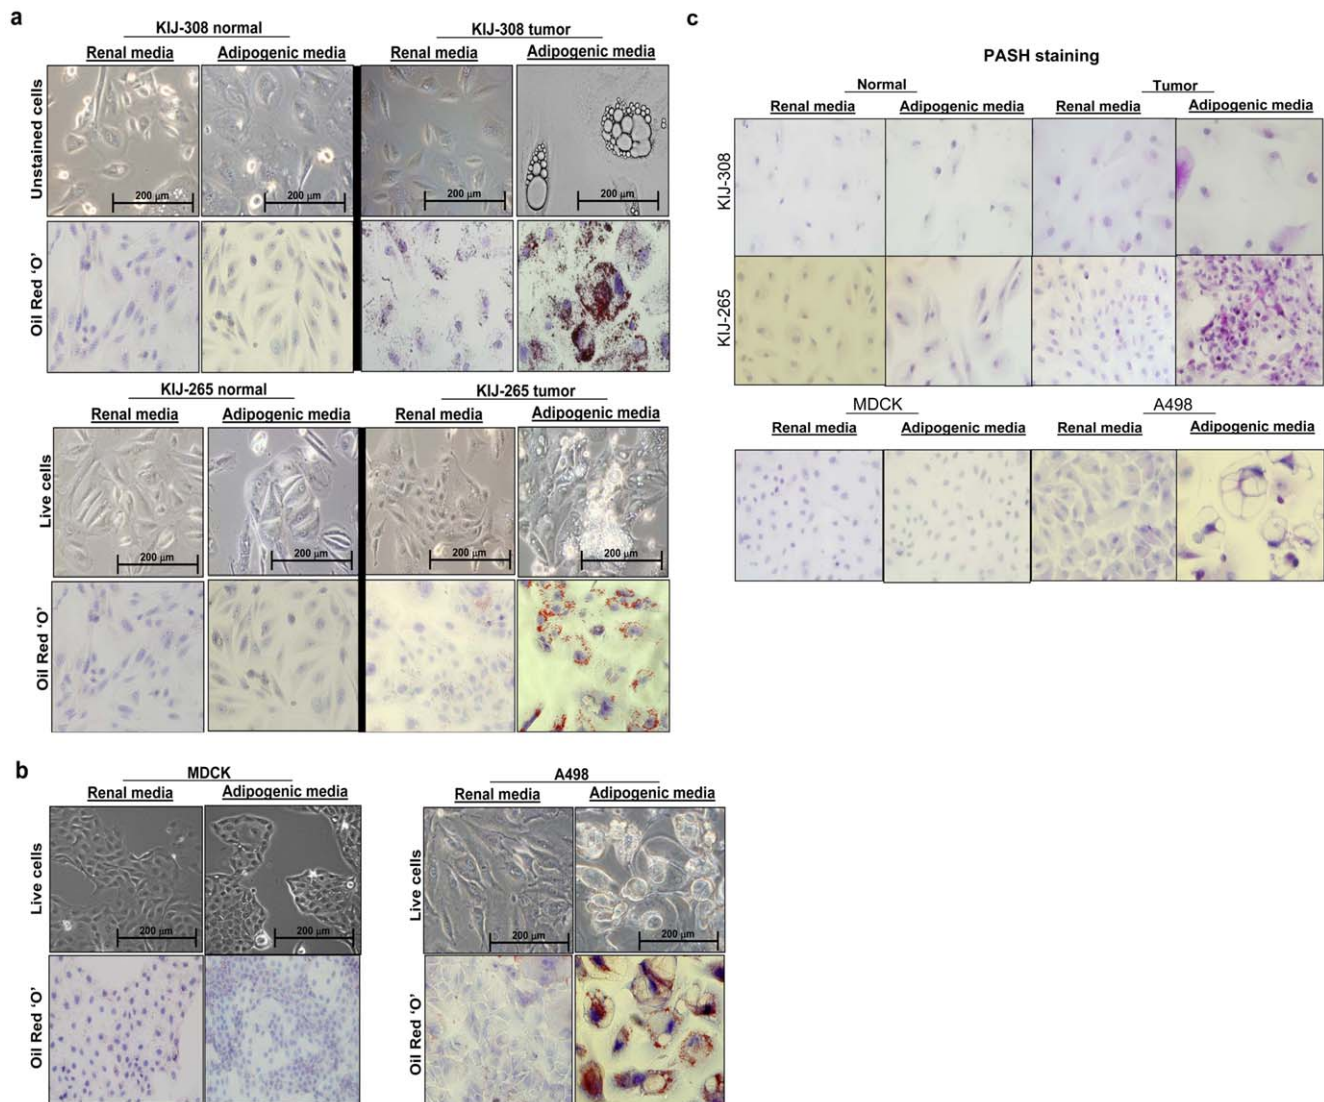 a
KIJ-308 normal
KIJ-308 tumor
Renal media
Adipogenic media
Renal media
Adipogenic media
Unstained cells
200 µm
200 µm
200 µm
200 µm
Oil Red ‘O’
KIJ-265 normal
KIJ-265 tumor
Renal media
Adipogenic media
Renal media
Adipogenic media
Live cells
200 µm
200 µm
200 µm
200 µm
Oil Red ‘O’
b
MDCK
A498
Renal media
Adipogenic media
Renal media
Adipogenic media
Live cells
200 µm
200 µm
Live cells
200 µm
200 µm
Oil Red ‘O’
Oil Red ‘O’
c
PASH staining
Normal
Tumor
Renal media
Adipogenic media
Renal media
Adipogenic media
KIJ-308
KIJ-265
MDCK
A498
Renal media
Adipogenic media
Renal media
Adipogenic media